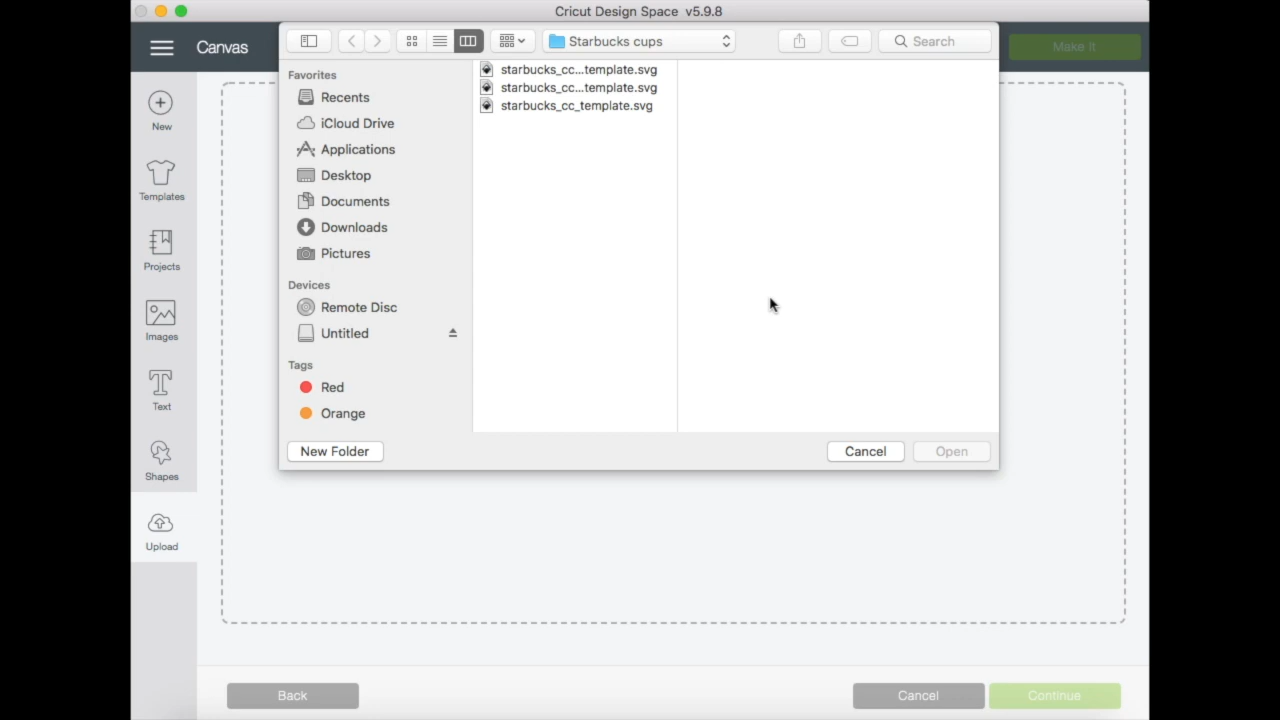 Cricut Design Space v5.9.8
Canvas
Starbucks cups
Search
Make It
New
Templates
Projects
Images
Text
Shapes
Upload
Favorites
Recents
iCloud Drive
Applications
Desktop
Documents
Downloads
Pictures
Devices
Remote Disc
Untitled
Tags
Red
Orange
starbucks_cc...template.svg
starbucks_cc...template.svg
starbucks_cc_template.svg
New Folder
Cancel
Open
Back
Cancel
Continue